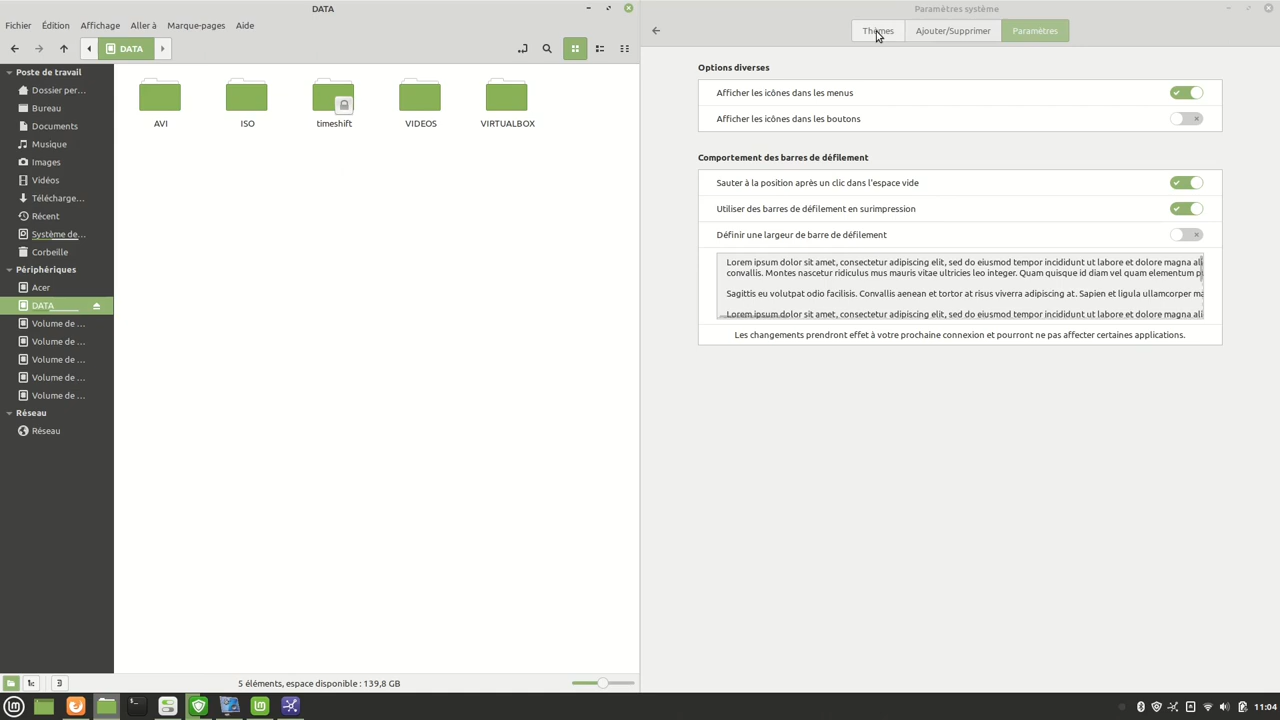 DATA
Fichier Édition Affichage Aller à Marque-pages Aide
DATA
Poste de travail
Dossier per...
Bureau
Documents
Musique
Images
Vidéos
Télécharge...
Récent
Système de...
Corbeille
Périphériques
Acer
DATA
Volume de ...
Volume de ...
Volume de ...
Volume de ...
Volume de ...
Réseau
Réseau
AVI ISO timeshift VIDEOS VIRTUALBOX
5 éléments, espace disponible : 139,8 GB
Paramètres système
Thèmes Ajouter/Supprimer Paramètres
Options diverses
Afficher les icônes dans les menus
Afficher les icônes dans les boutons
Comportement des barres de défilement
Sauter à la position après un clic dans l'espace vide
Utiliser des barres de défilement en surimpression
Définir une largeur de barre de défilement
Lorem ipsum dolor sit amet, consectetur adipiscing elit, sed do eiusmod tempor incididunt ut labore et dolore magna ali
convallis. Montes nascetur ridiculus mus mauris vitae ultricies leo integer. Quam quisque id diam vel quam elementum p
Sagittis eu volutpat odio facilisis. Convallis aenean et tortor at risus viverra adipiscing at. Sapien et ligula ullamcorper ma
Lorem ipsum dolor sit amet, consectetur adipiscing elit, sed do eiusmod tempor incididunt ut labore et dolore magna ali
Les changements prendront effet à votre prochaine connexion et pourront ne pas affecter certaines applications.
11:04